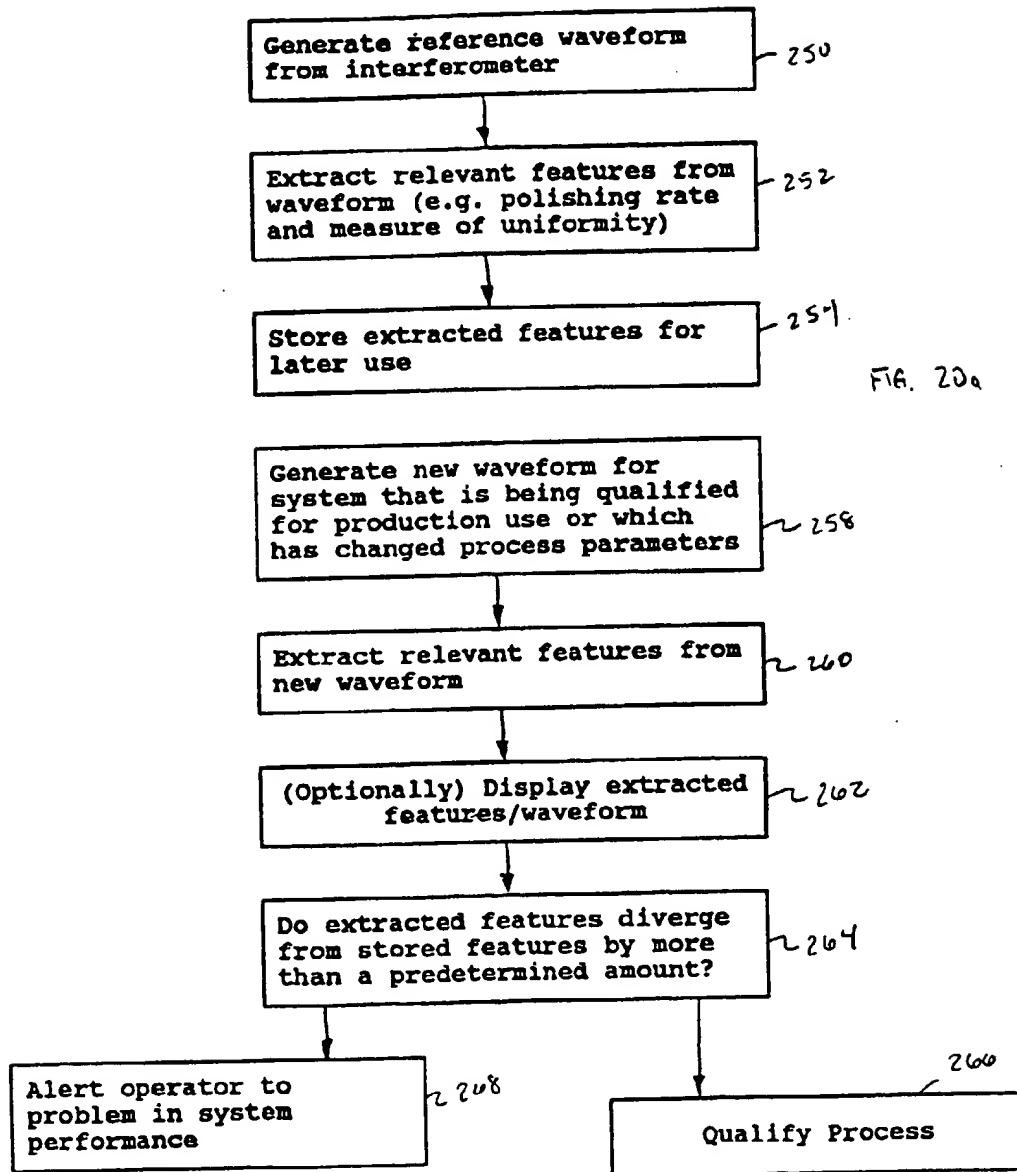 Generate reference waveform
from interferometer
250
Extract relevant features from
waveform (e.g. polishing rate
and measure of uniformity)
252
Store extracted features for
later use
254
FIG. 20a
Generate new waveform for
system that is being qualified
for production use or which
has changed process parameters
258
Extract relevant features from
new waveform
260
(Optionally) Display extracted
features/waveform
262
Do extracted features diverge
from stored features by more
than a predetermined amount?
264
Alert operator to
problem in system
performance
268
266
Qualify Process